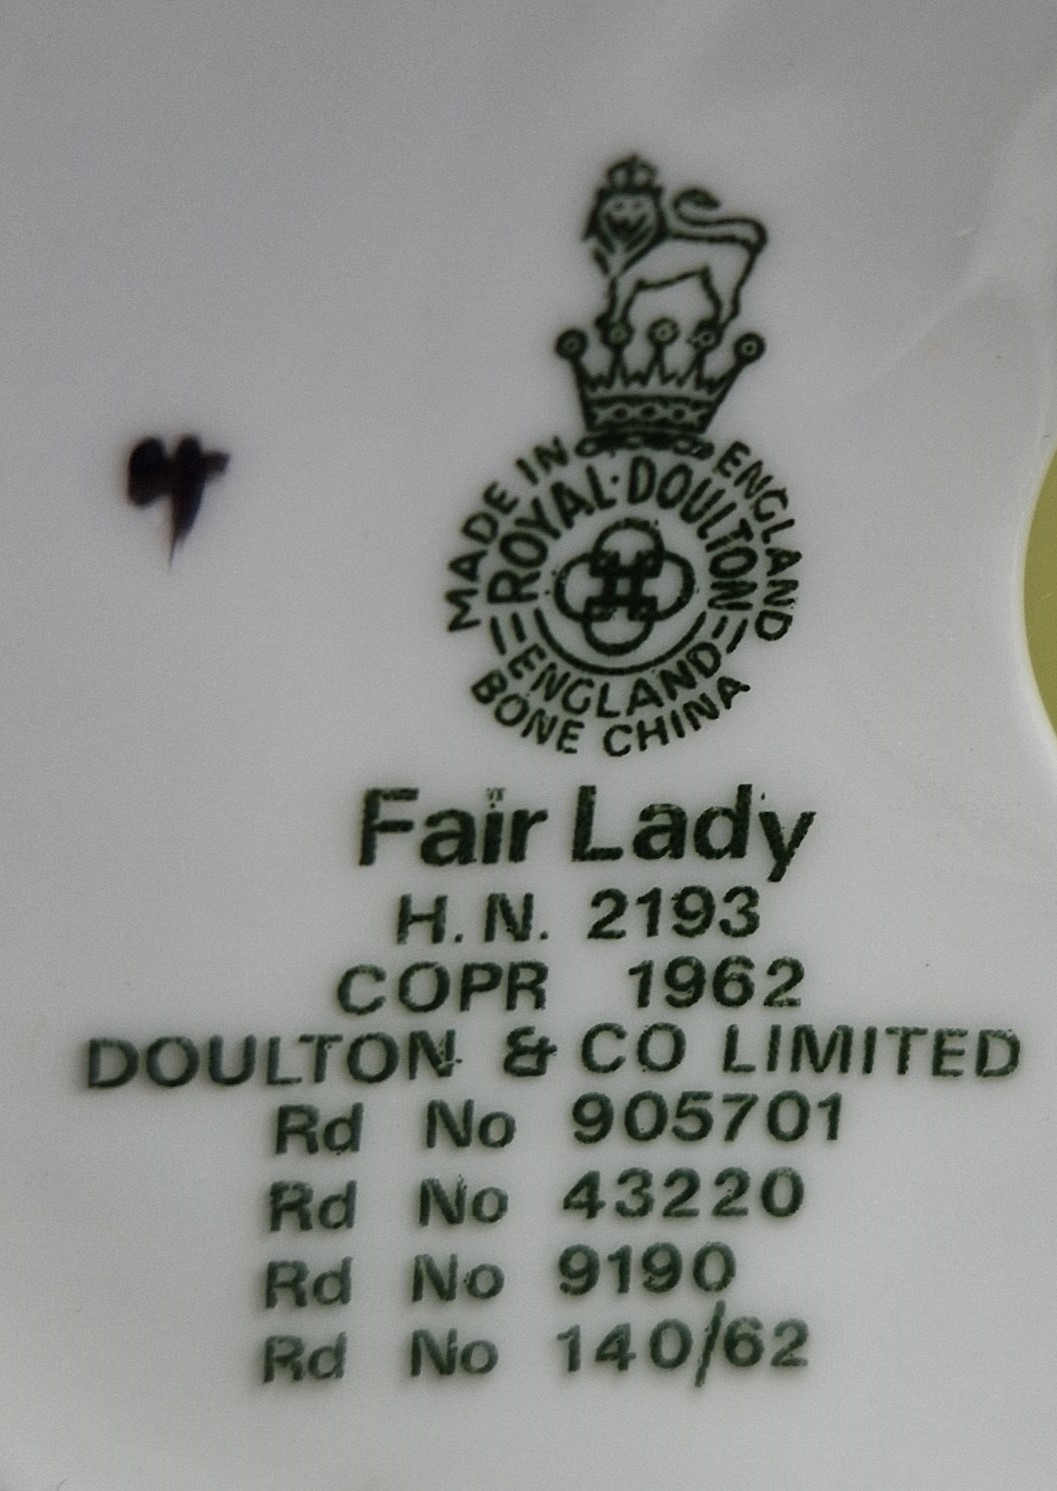 MADE IN ENGLAND
ROYAL·DOULTON
ENGLAND
BONE CHINA
Fair Lady
H.N. 2193
COPR 1962
DOULTON & CO LIMITED
Rd No 905701
Rd No 43220
Rd No 9190
Rd No 140/62